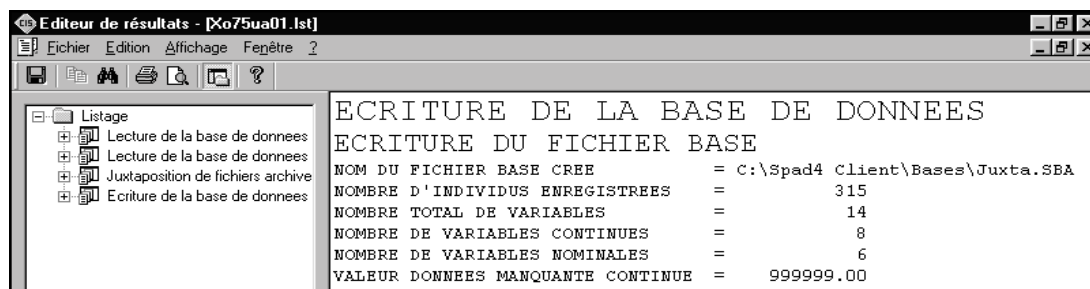 CIS Editeur de résultats - [Xo75ua01.lst]
Fichier Edition Affichage Fenêtre ?
Listage
Lecture de la base de donnees
Lecture de la base de donnees
Juxtaposition de fichiers archive
Ecriture de la base de donnees
ECRITURE DE LA BASE DE DONNEES
ECRITURE DU FICHIER BASE
NOM DU FICHIER BASE CREE = C:\Spad4 Client\Bases\Juxta.SBA
NOMBRE D'INDIVIDUS ENREGISTREES = 315
NOMBRE TOTAL DE VARIABLES = 14
NOMBRE DE VARIABLES CONTINUES = 8
NOMBRE DE VARIABLES NOMINALES = 6
VALEUR DONNEES MANQUANTE CONTINUE = 999999.00